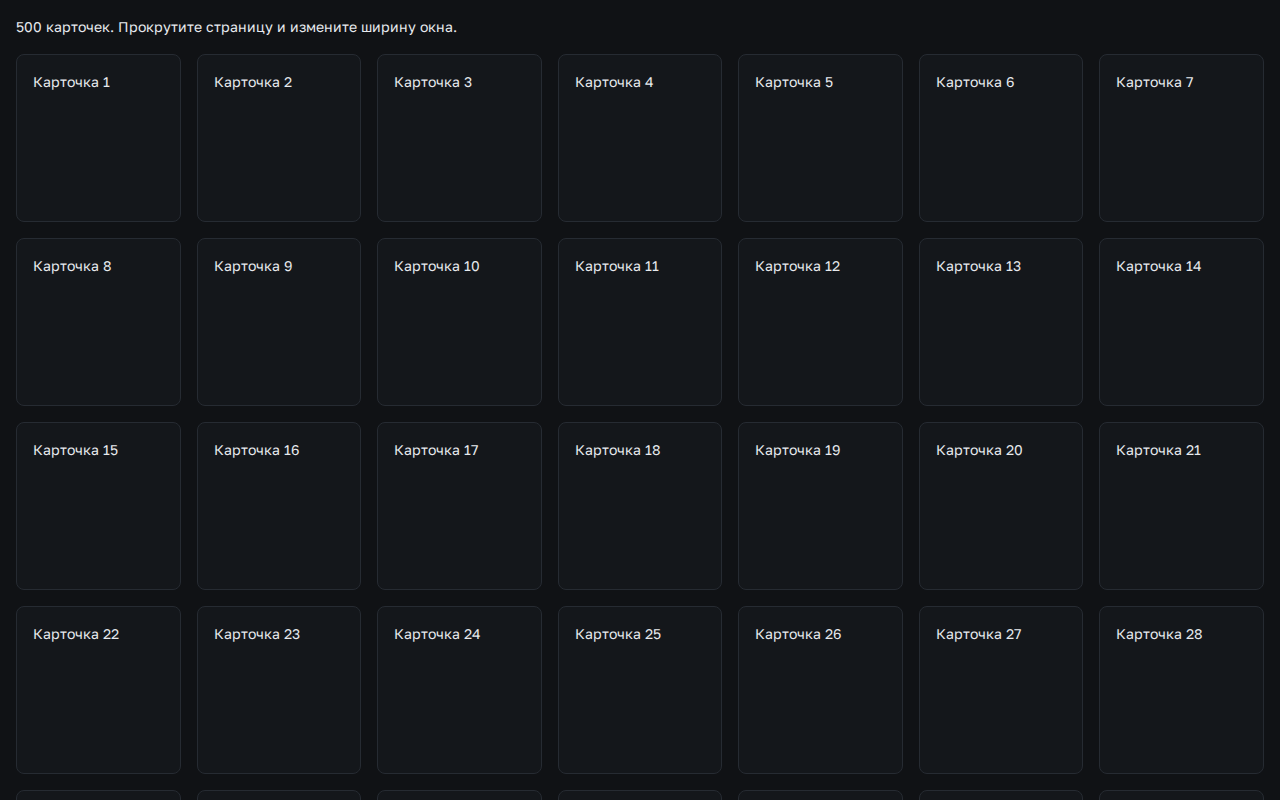 500 карточек. Прокрутите страницу и измените ширину окна.
Карточка 1
Карточка 2
Карточка 3
Карточка 4
Карточка 5
Карточка 6
Карточка 7
Карточка 8
Карточка 9
Карточка 10
Карточка 11
Карточка 12
Карточка 13
Карточка 14
Карточка 15
Карточка 16
Карточка 17
Карточка 18
Карточка 19
Карточка 20
Карточка 21
Карточка 22
Карточка 23
Карточка 24
Карточка 25
Карточка 26
Карточка 27
Карточка 28